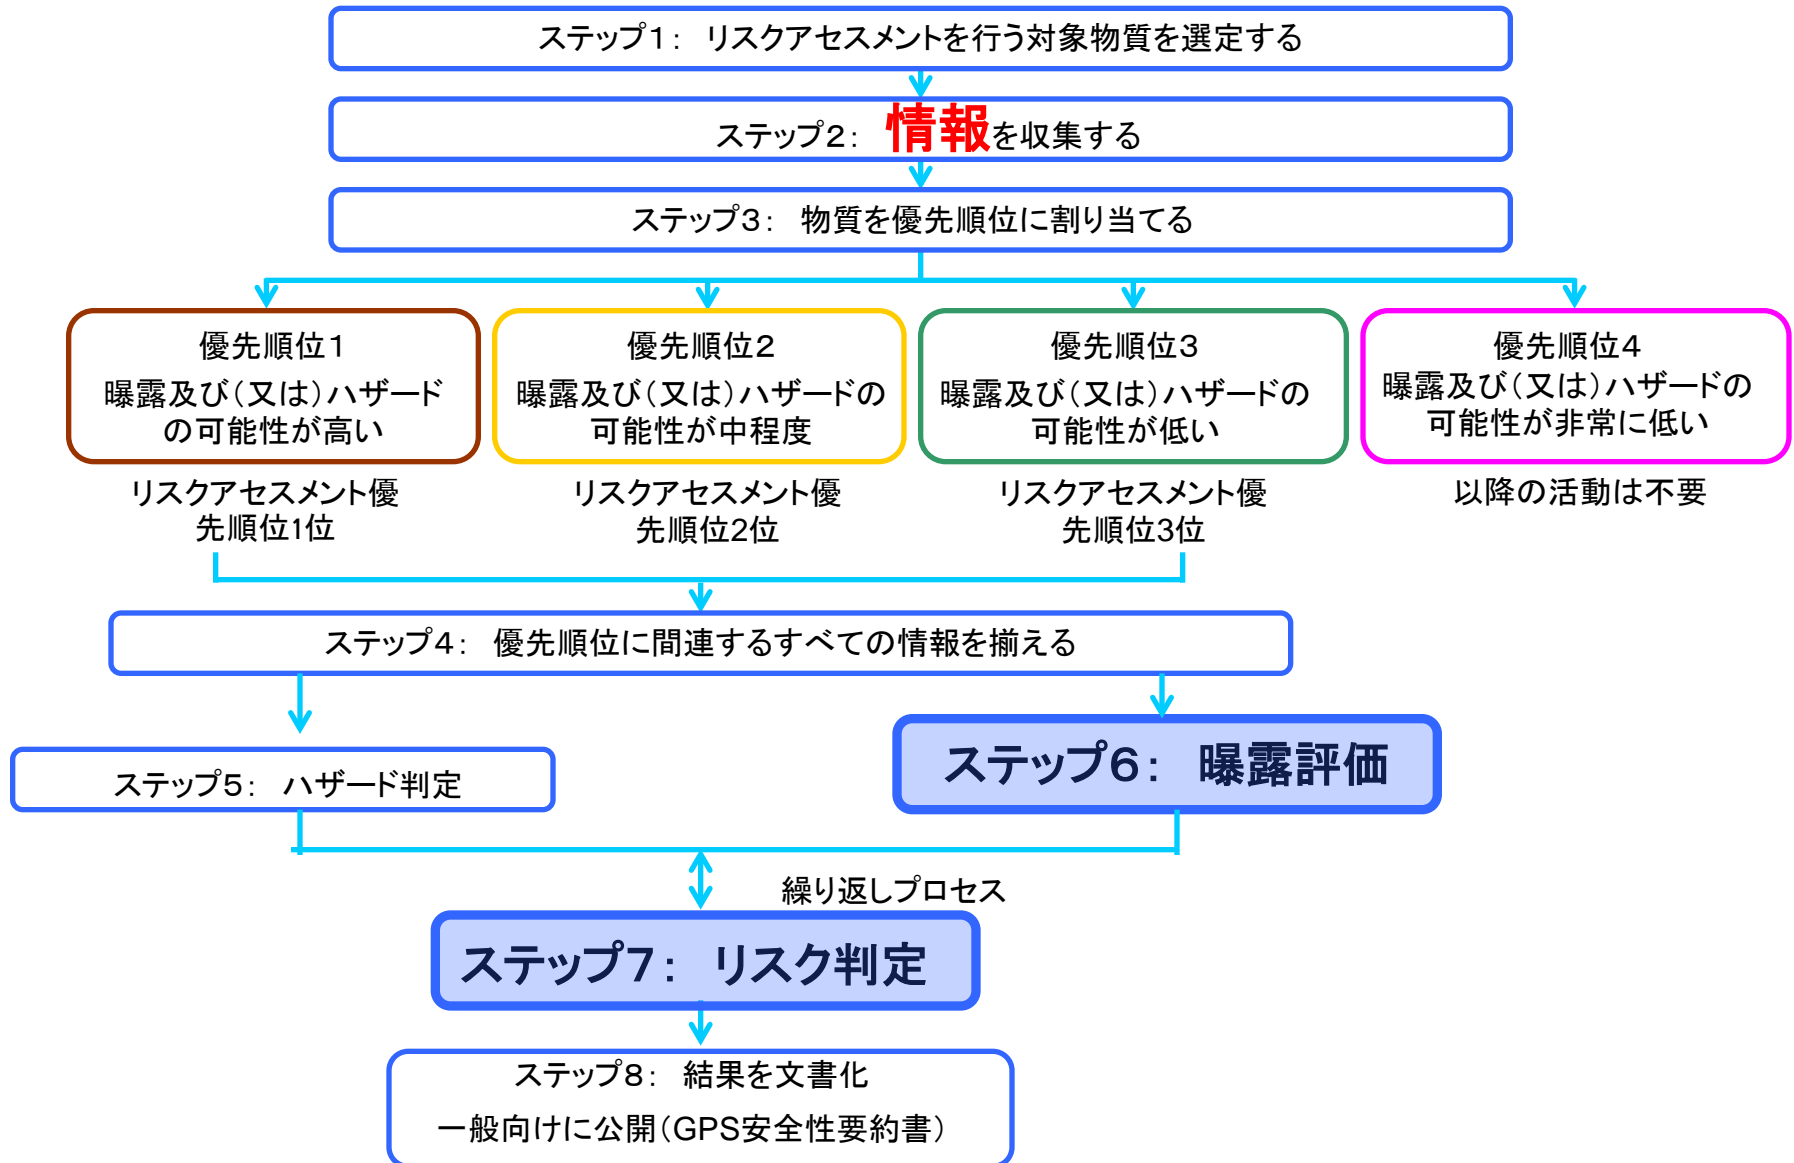 ステップ１： リスクアセスメントを行う対象物質を選定する
ステップ２： 情報を収集する
ステップ３： 物質を優先順位に割り当てる
優先順位１
曝露及び（又は）ハザード
の可能性が高い
優先順位２
曝露及び（又は）ハザードの
可能性が中程度
優先順位３
曝露及び（又は）ハザードの
可能性が低い
優先順位４
曝露及び（又は）ハザードの
可能性が非常に低い
リスクアセスメント優
先順位1位
リスクアセスメント優
先順位2位
リスクアセスメント優
先順位3位
以降の活動は不要
ステップ４： 優先順位に間連するすべての情報を揃える
ステップ５： ハザード判定
ステップ６： 曝露評価
繰り返しプロセス
ステップ７： リスク判定
ステップ８： 結果を文書化
一般向けに公開（GPS安全性要約書）